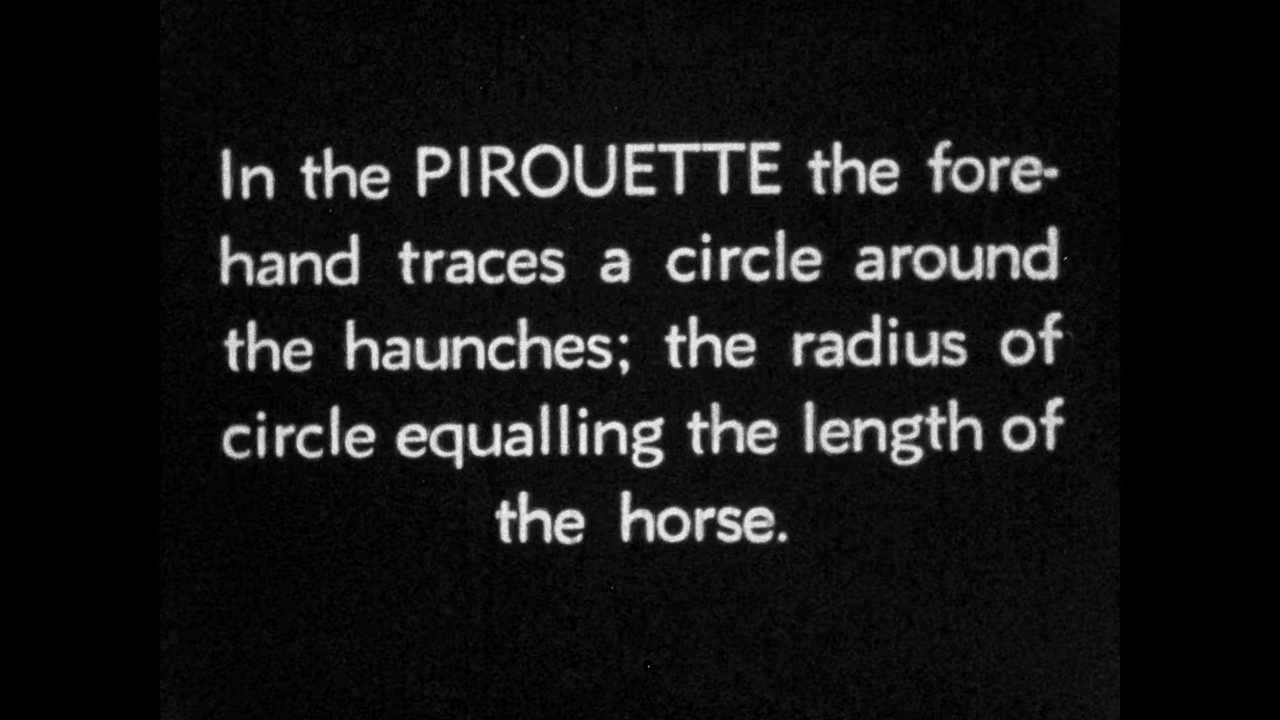 In the PIROUETTE the fore-
hand traces a circle around
the haunches; the radius of
circle equalling the length of
the horse.